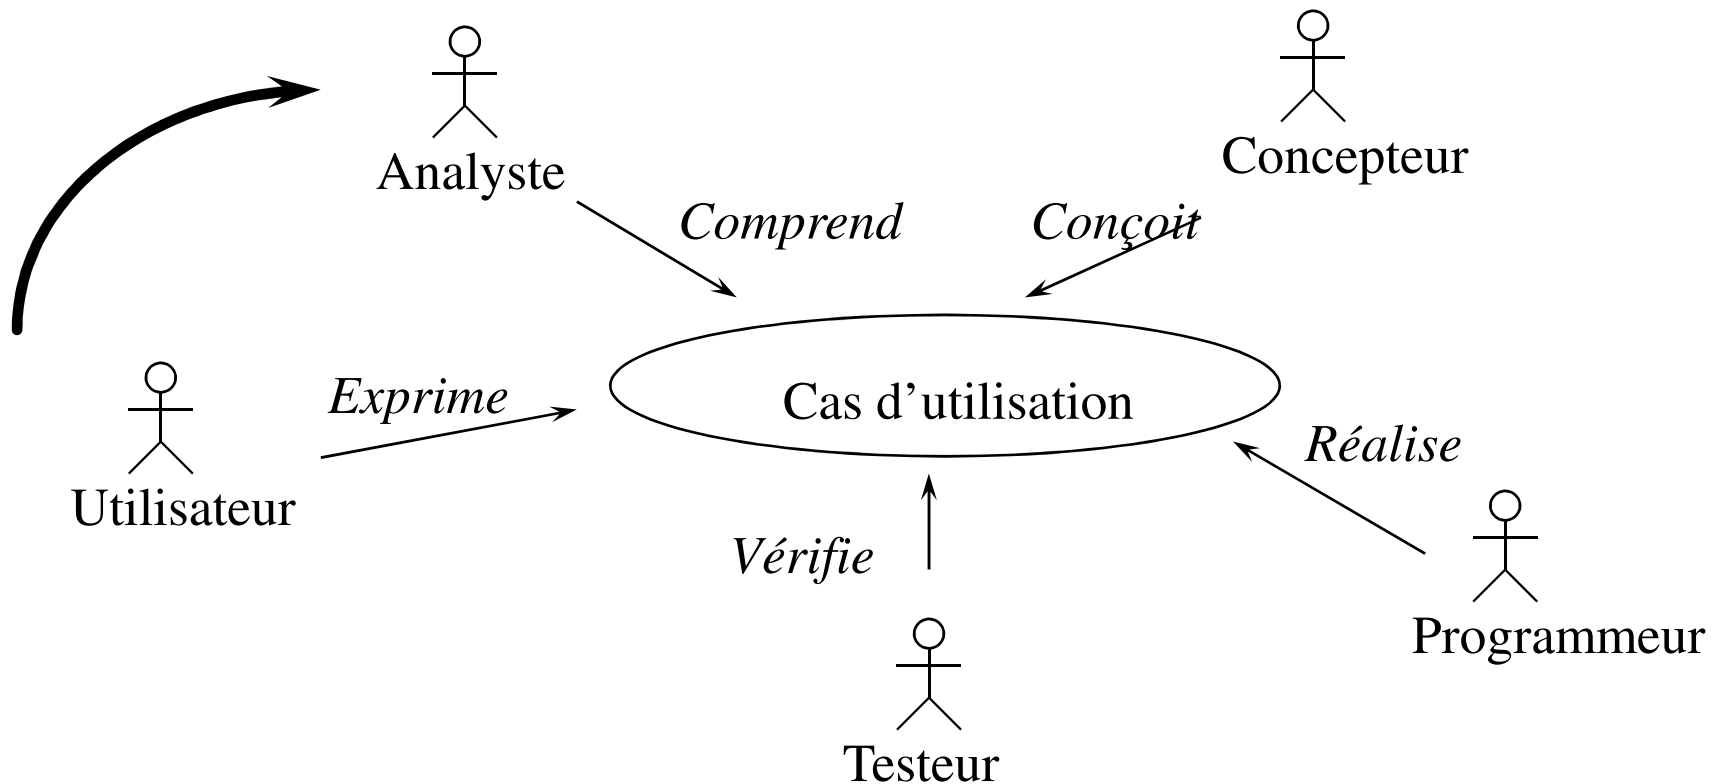 Concepteur
Analyste
Comprend
Conçoit
Exprime
Cas d'utilisation
Réalise
Utilisateur
Vérifie
Programmeur
Testeur